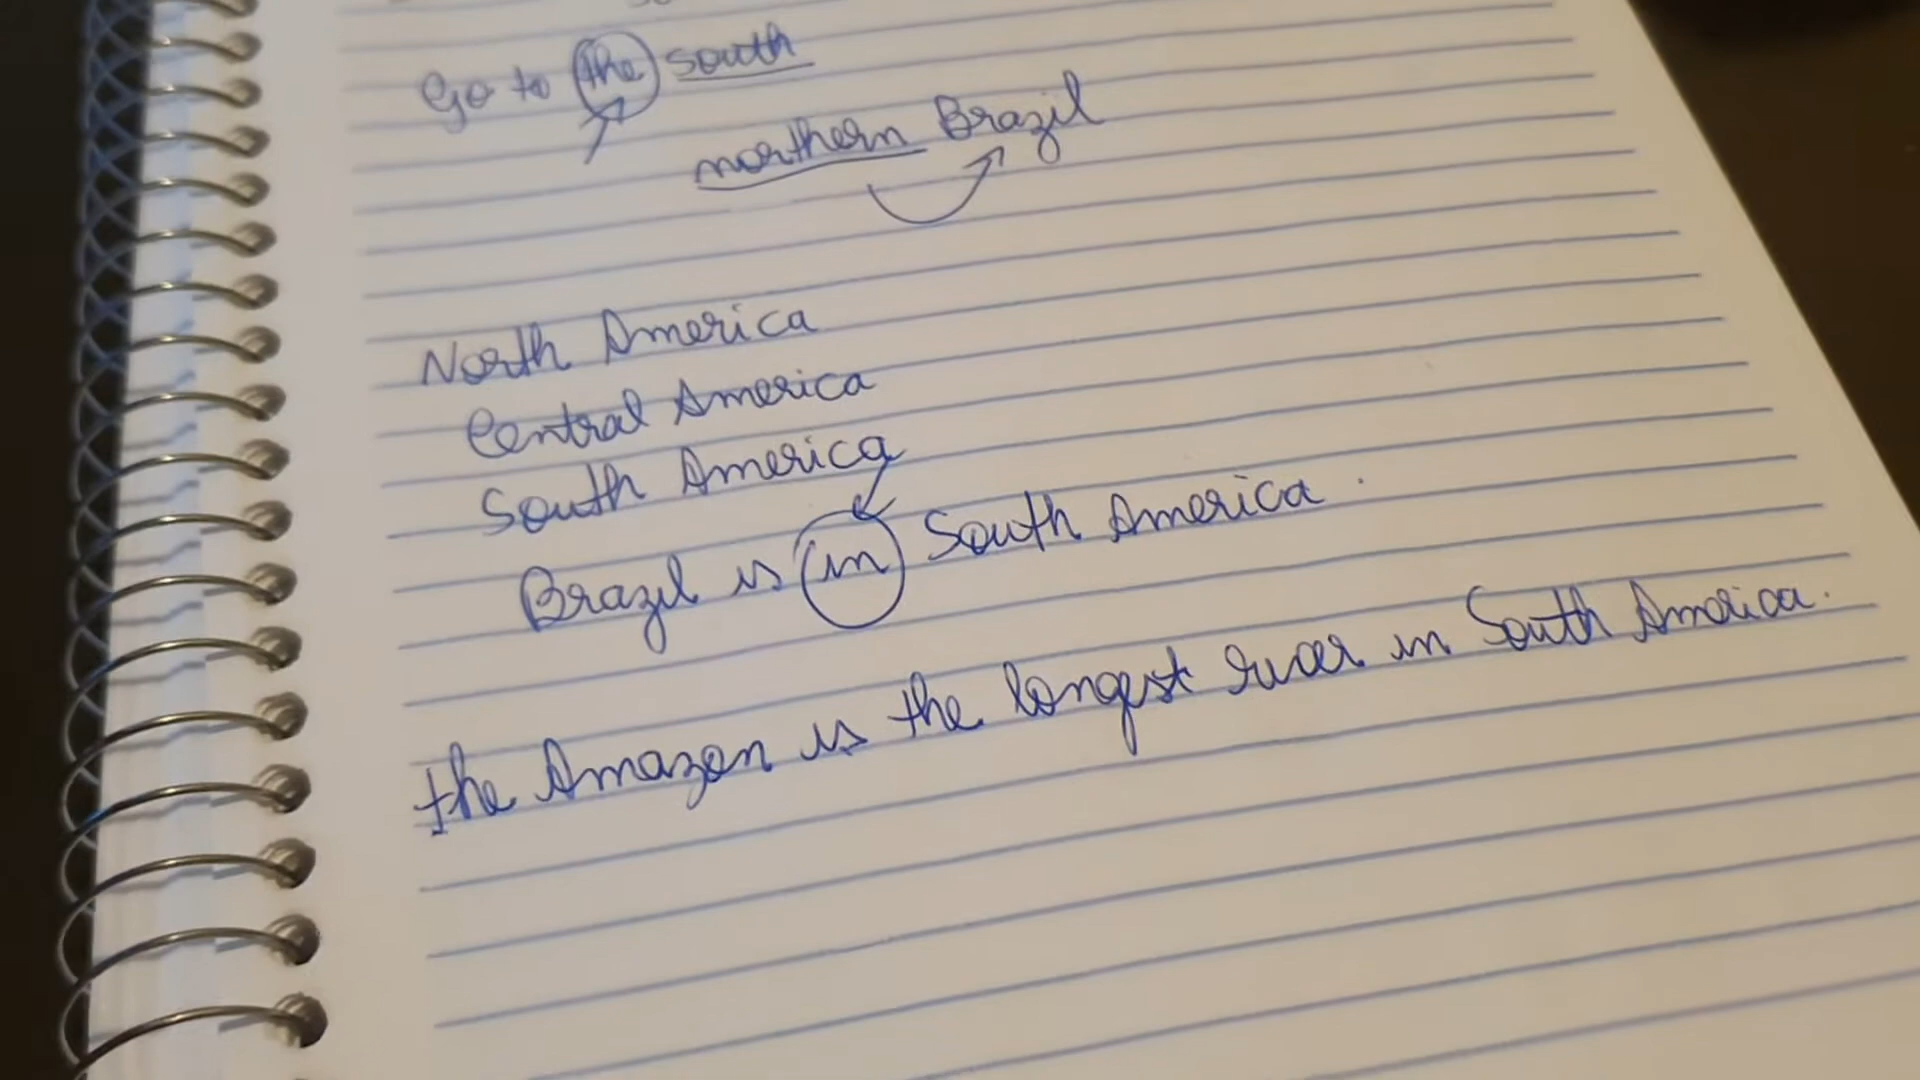 Go to the south
northern Brazil
North America
Central America
South America
Brazil is in South America.
the Amazon is the longest river in South America.